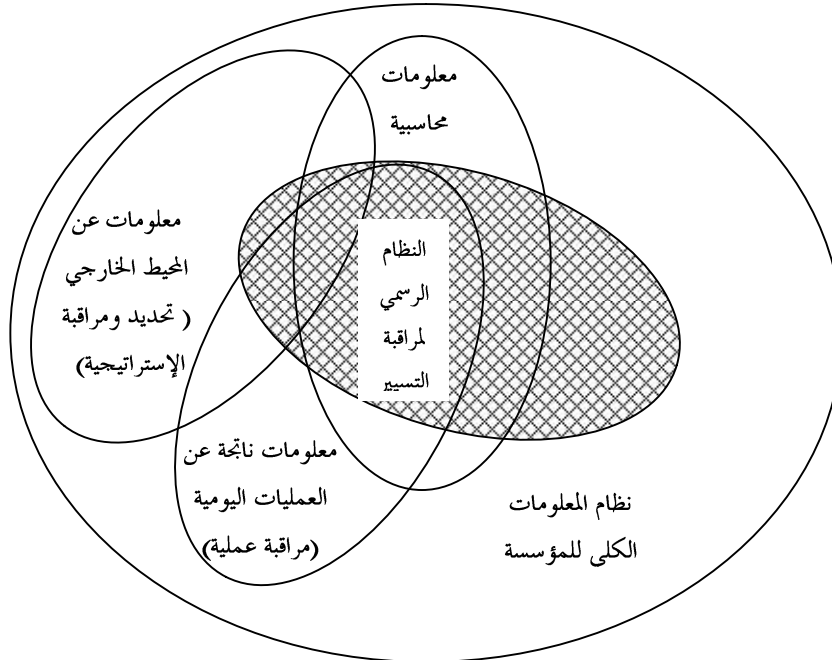 معلومات
محاسبية
معلومات عن
المحيط الخارجي
( تحديد ومراقبة
الإستراتيجية)
النظام
الرسمي
لمراقبة
التسيير
معلومات ناتجة عن
العمليات اليومية
(مراقبة عملية)
نظام المعلومات
الكلى للمؤسسة